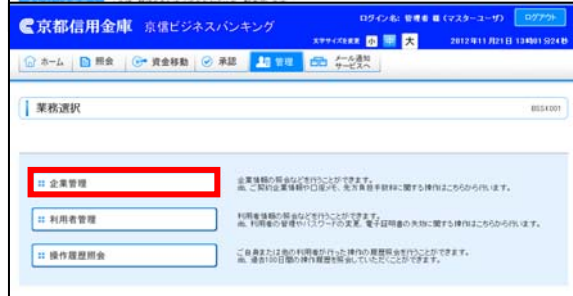 京都信用金庫 京信ビジネスバンキング
ログイン名: 管理者 様 (マスターユーザ) ログアウト
文字サイズを変更 小 中 大 2012年11月21日 13時01分24秒
ホーム 照会 資金移動 承認 管理 メール通知サービスへ
業務選択 BSSK001
企業管理
企業情報の照会などを行うことができます。
尚、ご契約企業情報や口座メモ、先方負担手数料に関する操作はこちらから行います。
利用者管理
利用者情報の照会などを行うことができます。
尚、利用者の管理やパスワードの変更、電子証明書の失効に関する操作はこちらから行います。
操作履歴照会
ご自身または他の利用者が行った操作の履歴照会を行うことができます。
尚、過去100日間の操作履歴を照会していただくことができます。